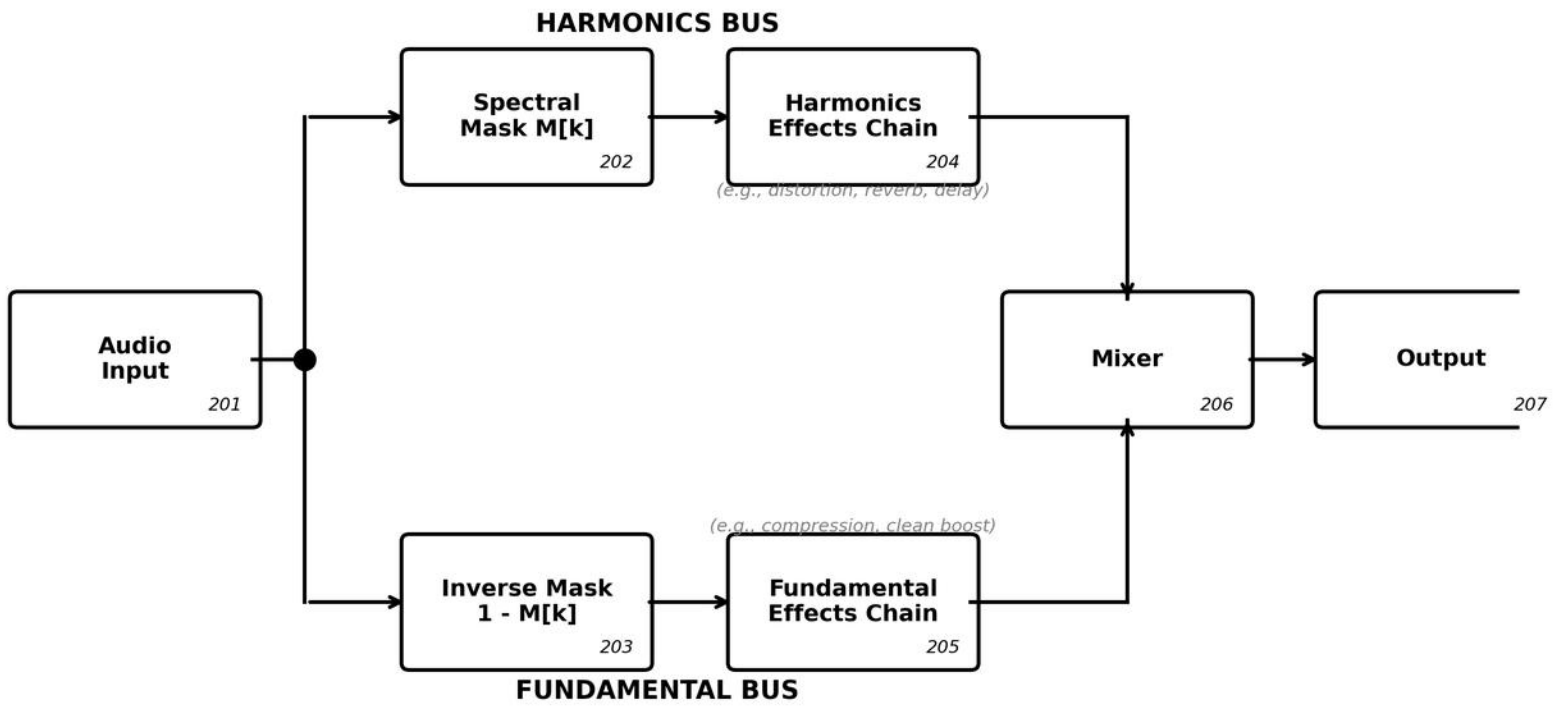 HARMONICS BUS
Spectral
Mask M[k]
202
Harmonics
Effects Chain
204
(e.g., distortion, reverb, delay)
Audio
Input
201
Mixer
206
Output
207
(e.g., compression, clean boost)
Inverse Mask
1 - M[k]
203
Fundamental
Effects Chain
205
FUNDAMENTAL BUS